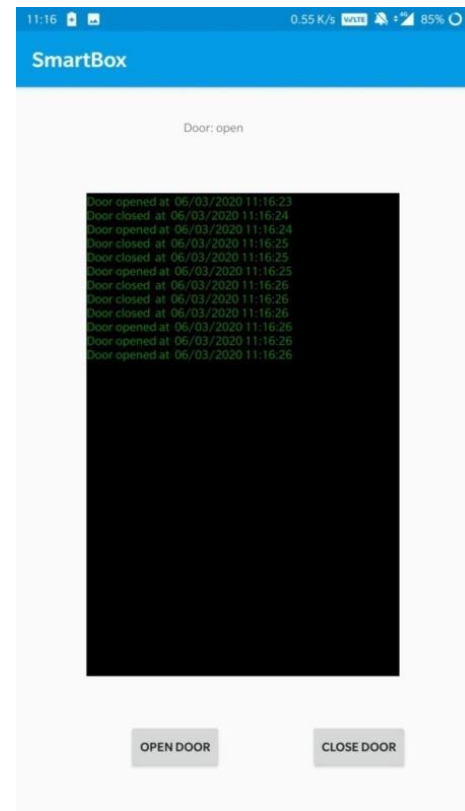 11:16 0.55 K/s VoLTE 4G 85%
SmartBox
Door: open
Door opened at 06/03/2020 11:16:23
Door closed at 06/03/2020 11:16:24
Door opened at 06/03/2020 11:16:24
Door closed at 06/03/2020 11:16:25
Door closed at 06/03/2020 11:16:25
Door opened at 06/03/2020 11:16:25
Door closed at 06/03/2020 11:16:26
Door closed at 06/03/2020 11:16:26
Door closed at 06/03/2020 11:16:26
Door opened at 06/03/2020 11:16:26
Door opened at 06/03/2020 11:16:26
Door opened at 06/03/2020 11:16:26
OPEN DOOR CLOSE DOOR